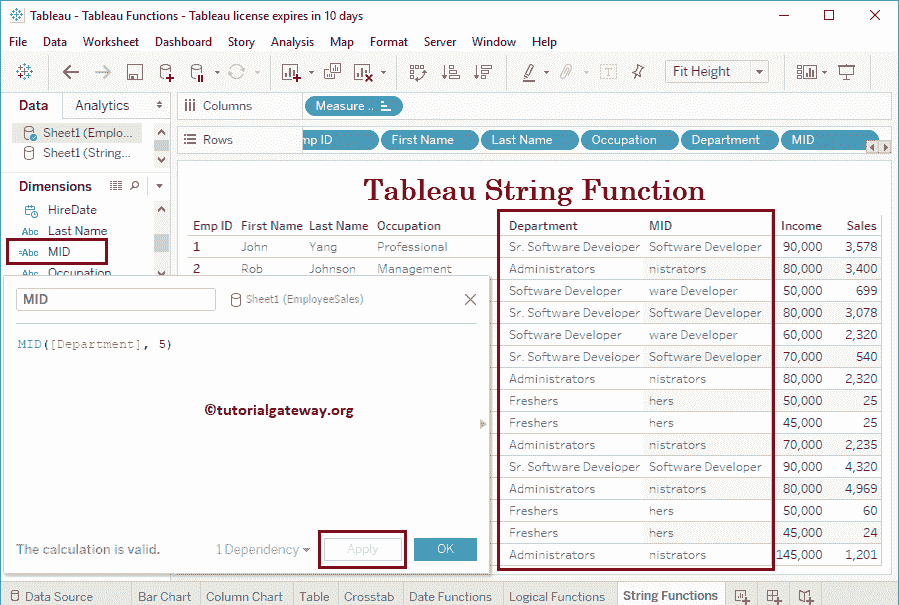 Tableau - Tableau Functions - Tableau license expires in 10 days
File Data Worksheet Dashboard Story Analysis Map Format Server Window Help
Fit Height
Data Analytics
Columns
Measure ..
Sheet1 (Emplo...
Sheet1 (String...
Rows
mp ID First Name Last Name Occupation Department MID
Dimensions
HireDate
Abc Last Name
=Abc MID
Abc Occupation
Tableau String Function
Emp ID First Name Last Name Occupation Department MID Income Sales
1 John Yang Professional Sr. Software Developer Software Developer 90,000 3,578
2 Rob Johnson Management Administrators nistrators 80,000 3,400
Software Developer ware Developer 50,000 699
Sr. Software Developer Software Developer 80,000 3,078
Software Developer ware Developer 60,000 2,320
Sr. Software Developer Software Developer 70,000 540
Administrators nistrators 80,000 2,320
Freshers hers 50,000 25
Freshers hers 45,000 25
Administrators nistrators 70,000 2,235
Sr. Software Developer Software Developer 90,000 4,320
Administrators nistrators 80,000 4,969
Freshers hers 50,000 60
Freshers hers 45,000 24
Administrators nistrators 145,000 1,201
MID
Sheet1 (EmployeeSales)
MID([Department], 5)
©tutorialgateway.org
The calculation is valid.
1 Dependency
Apply
OK
Data Source Bar Chart Column Chart Table Crosstab Date Functions Logical Functions String Functions